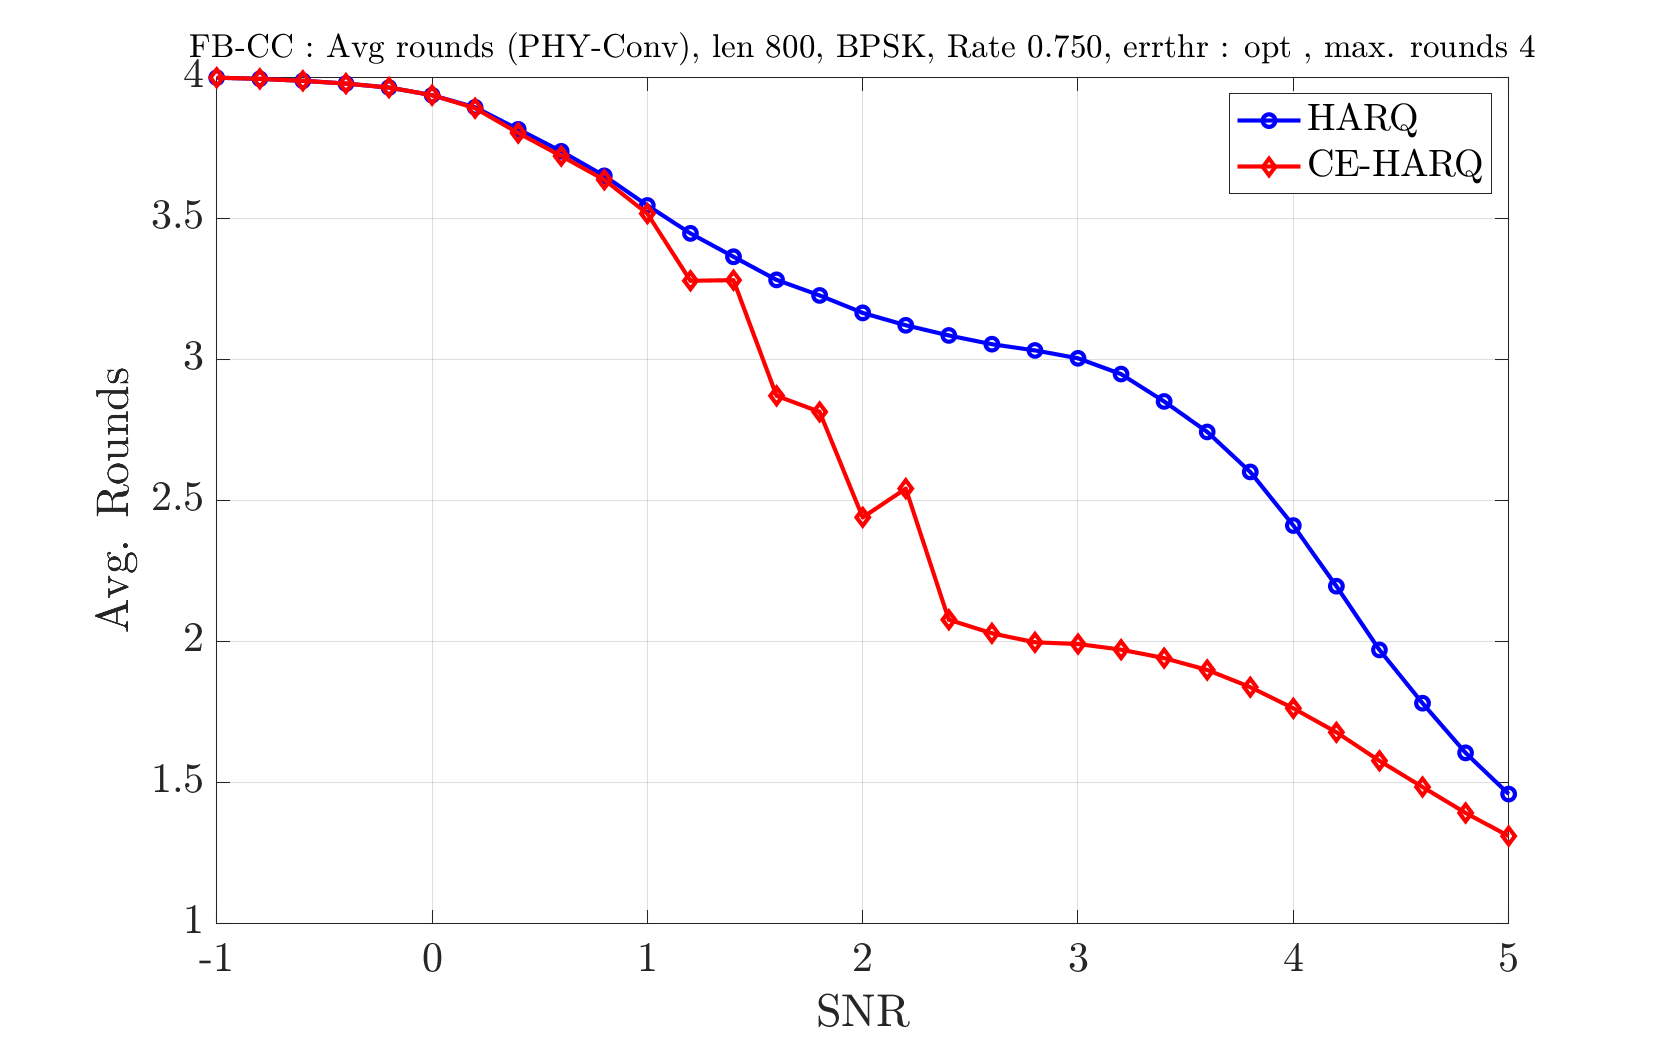 FB-CC : Avg rounds (PHY-Conv), len 800, BPSK, Rate 0.750, errthr : opt , max. rounds 4
HARQ
CE-HARQ
Avg. Rounds
4
3.5
3
2.5
2
1.5
1
-1 0 1 2 3 4 5
SNR